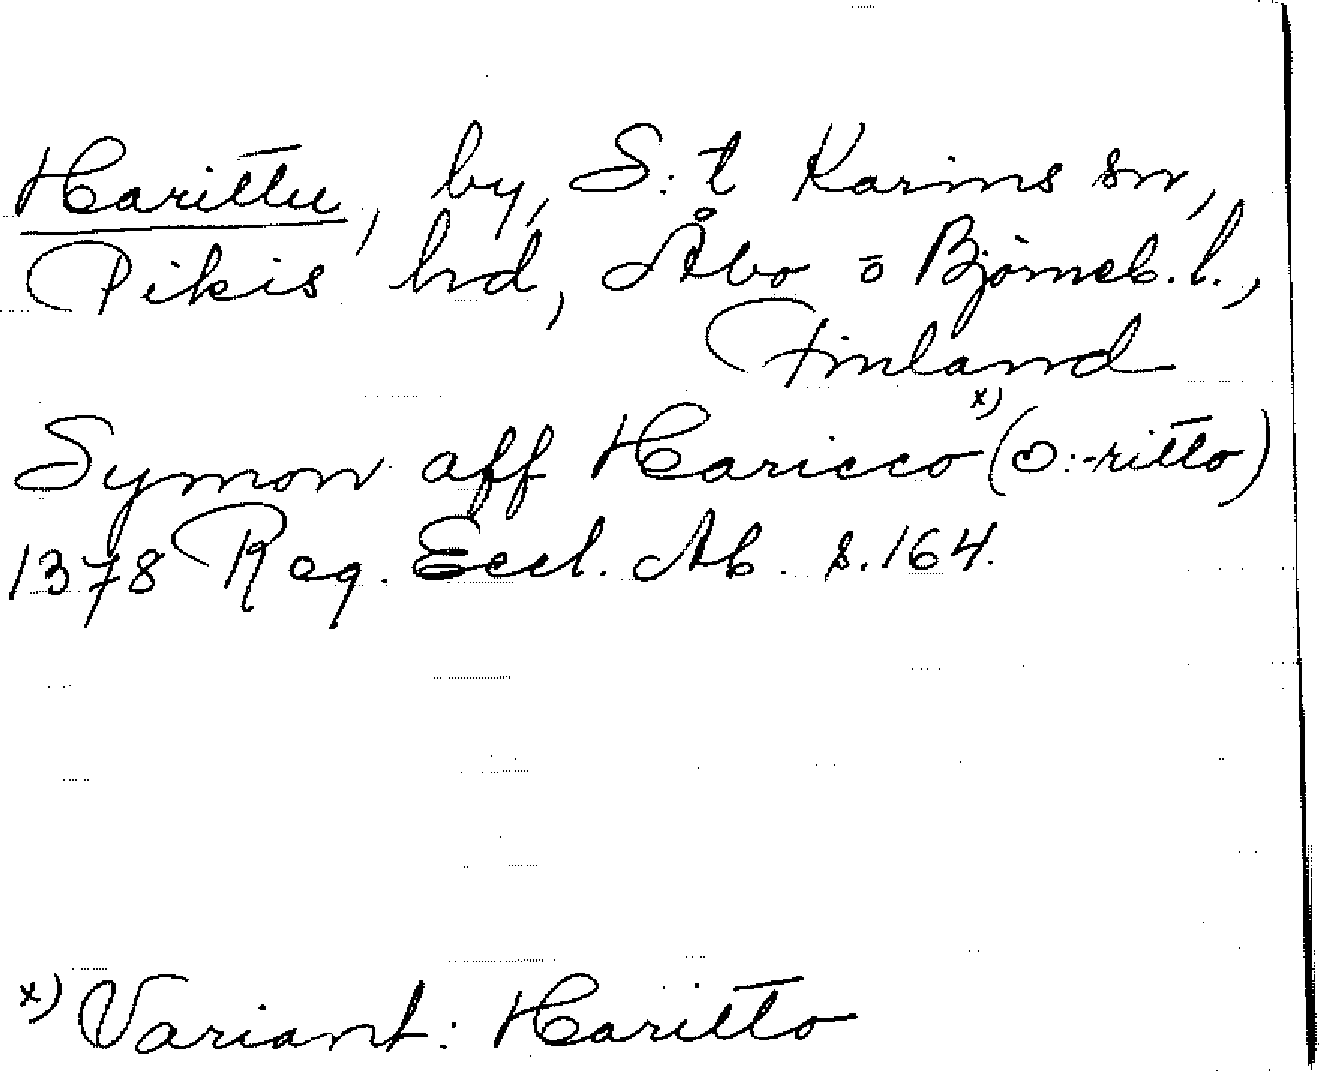 Harittu, by, S:t Karins sn,
Pikis hd, Åbo o Björneb. l.,
Finland
Symon aff Haricco x) (ɔ:-ritto)
1378 Reg. Eccl. Ab. s. 164.
x) Variant: Haritto